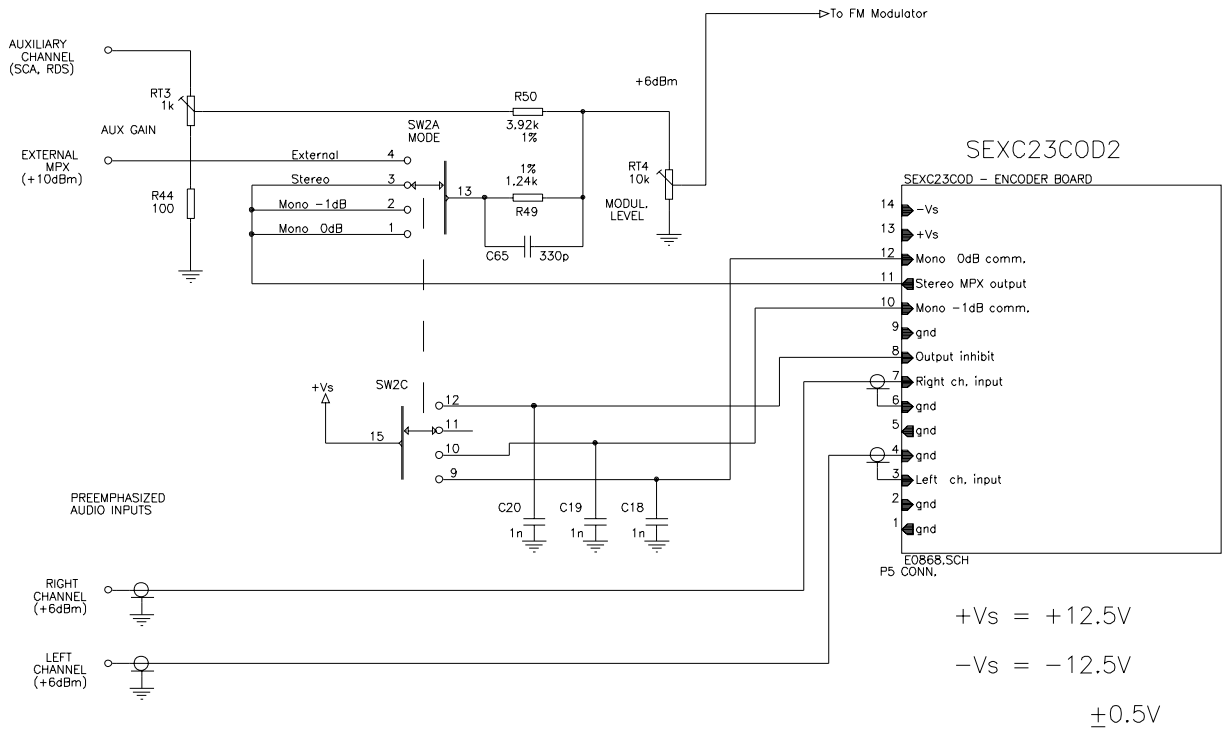 To FM Modulator
AUXILIARY
CHANNEL
(SCA, RDS)
+6dBm
RT3
1k
R50
3.92k
1%
AUX GAIN
SW2A
MODE
EXTERNAL
MPX
(+10dBm)
External 4
Stereo 3
Mono -1dB 2
Mono 0dB 1
13
1%
1.24k
R49
C65 330p
RT4
10k
MODUL.
LEVEL
R44
100
SEXC23COD2
SEXC23COD - ENCODER BOARD
14 -Vs
13 +Vs
12 Mono 0dB comm.
11 Stereo MPX output
10 Mono -1dB comm.
9 gnd
8 Output inhibit
7 Right ch. input
6 gnd
5 gnd
4 gnd
3 Left ch. input
2 gnd
1 gnd
E0868.SCH
P5 CONN.
+Vs
SW2C
15
12
11
10
9
C20
1n
C19
1n
C18
1n
PREEMPHASIZED
AUDIO INPUTS
RIGHT
CHANNEL
(+6dBm)
LEFT
CHANNEL
(+6dBm)
+Vs = +12.5V
-Vs = -12.5V
±0.5V